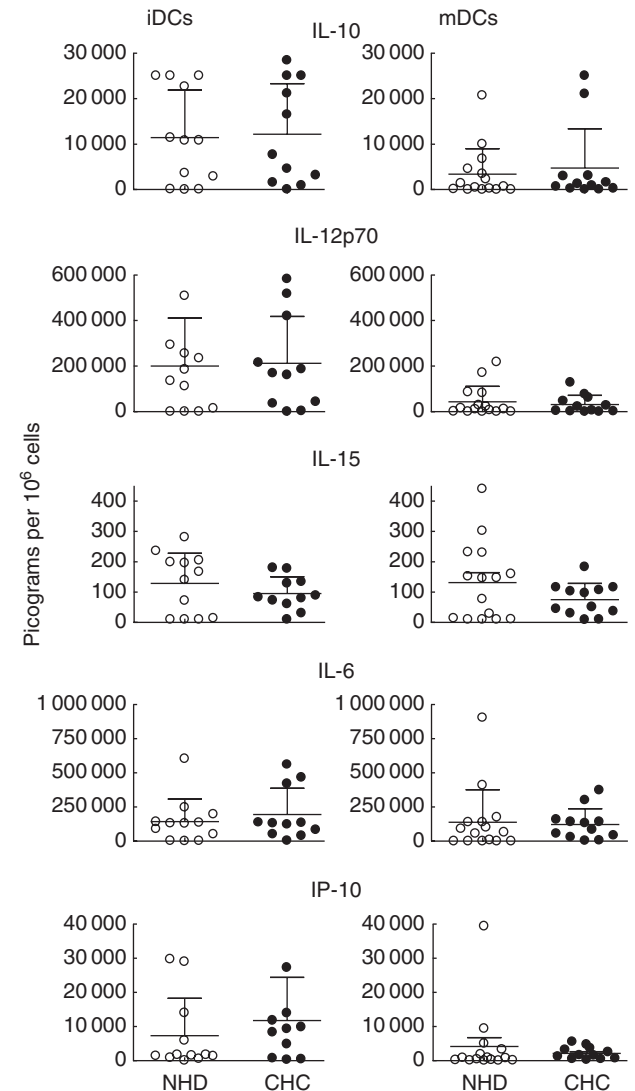 iDCs mDCs
IL-10
30 000 30 000
20 000 20 000
10 000 10 000
0 0
IL-12p70
600 000 600 000
400 000 400 000
200 000 200 000
0 0
Picograms per 10⁶ cells
IL-15
400 400
300 300
200 200
100 100
0 0
IL-6
1 000 000 1 000 000
750 000 750 000
500 000 500 000
250 000 250 000
0 0
IP-10
40 000 40 000
30 000 30 000
20 000 20 000
10 000 10 000
0 0
NHD CHC NHD CHC